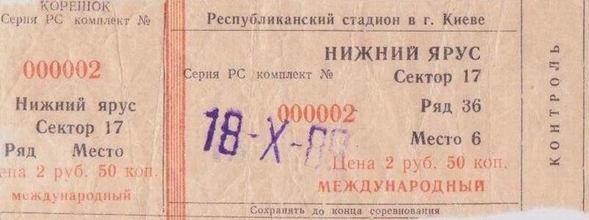 КОРЕШОК
Серия РС комплект №
000002
Нижний ярус
Сектор 17
Ряд Место
Цена 2 руб. 50 коп.
МЕЖДУНАРОДНЫЙ
Республиканский стадион в г. Киеве
НИЖНИЙ ЯРУС
Серия РС комплект № Сектор 17
000002 Ряд 36
18-X-
Место 6
Цена 2 руб. 50 коп.
МЕЖДУНАРОДНЫЙ
Сохранять до конца соревнования
КОНТРОЛЬ